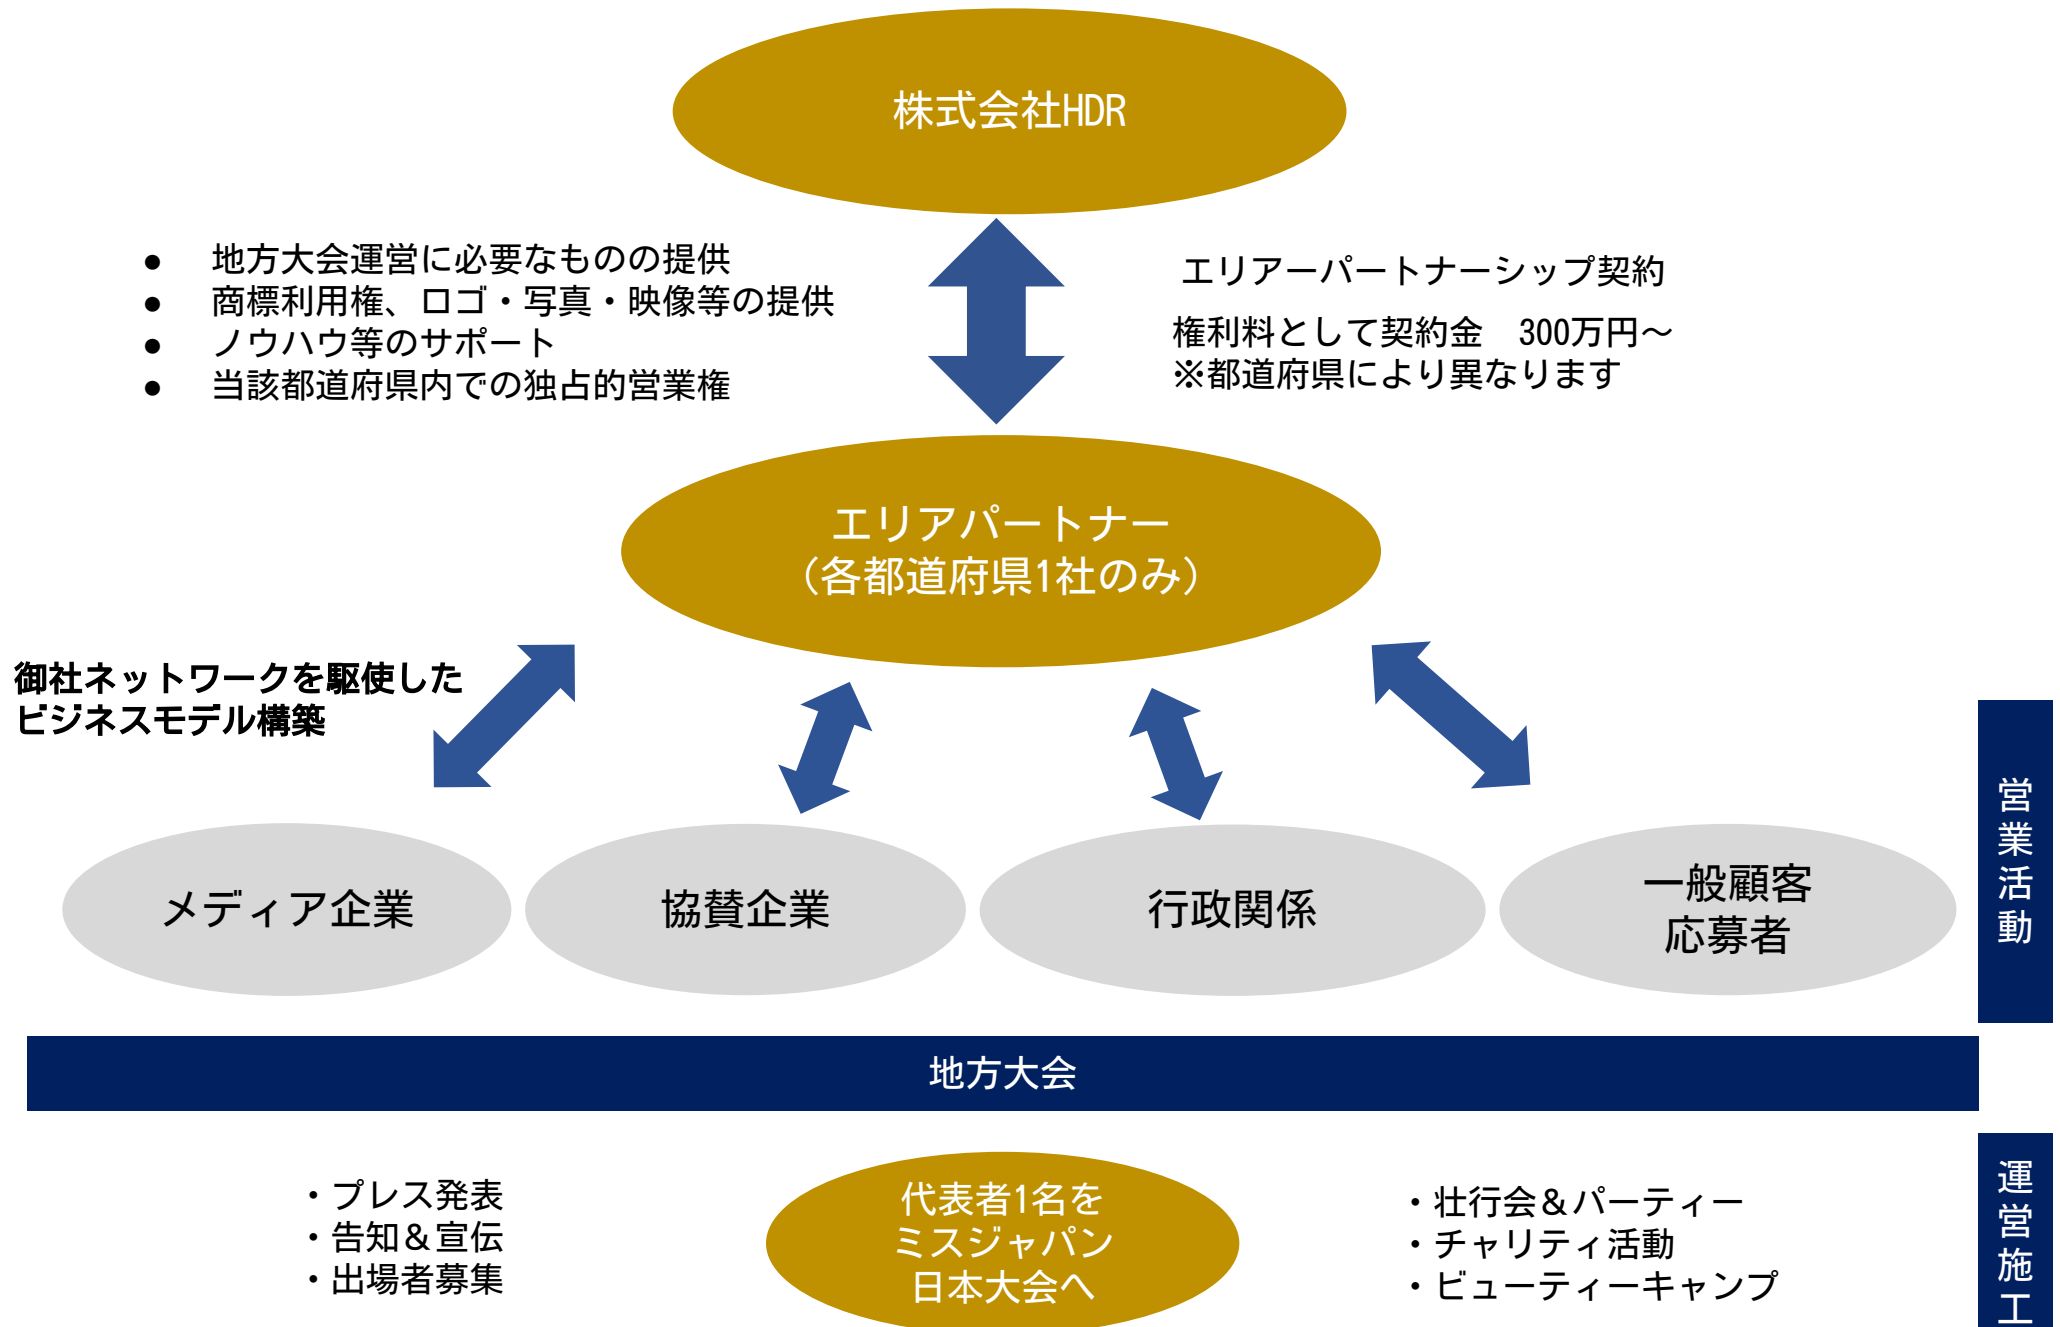 株式会社HDR
● 地方大会運営に必要なものの提供
● 商標利用権、ロゴ・写真・映像等の提供
● ノウハウ等のサポート
● 当該都道府県内での独占的営業権
エリアーパートナーシップ契約
権利料として契約金　300万円～
※都道府県により異なります
エリアパートナー
（各都道府県1社のみ）
御社ネットワークを駆使した
ビジネスモデル構築
メディア企業
協賛企業
行政関係
一般顧客
応募者
営業活動
地方大会
・プレス発表
・告知＆宣伝
・出場者募集
代表者1名を
ミスジャパン
日本大会へ
・壮行会＆パーティー
・チャリティ活動
・ビューティーキャンプ
運営施工